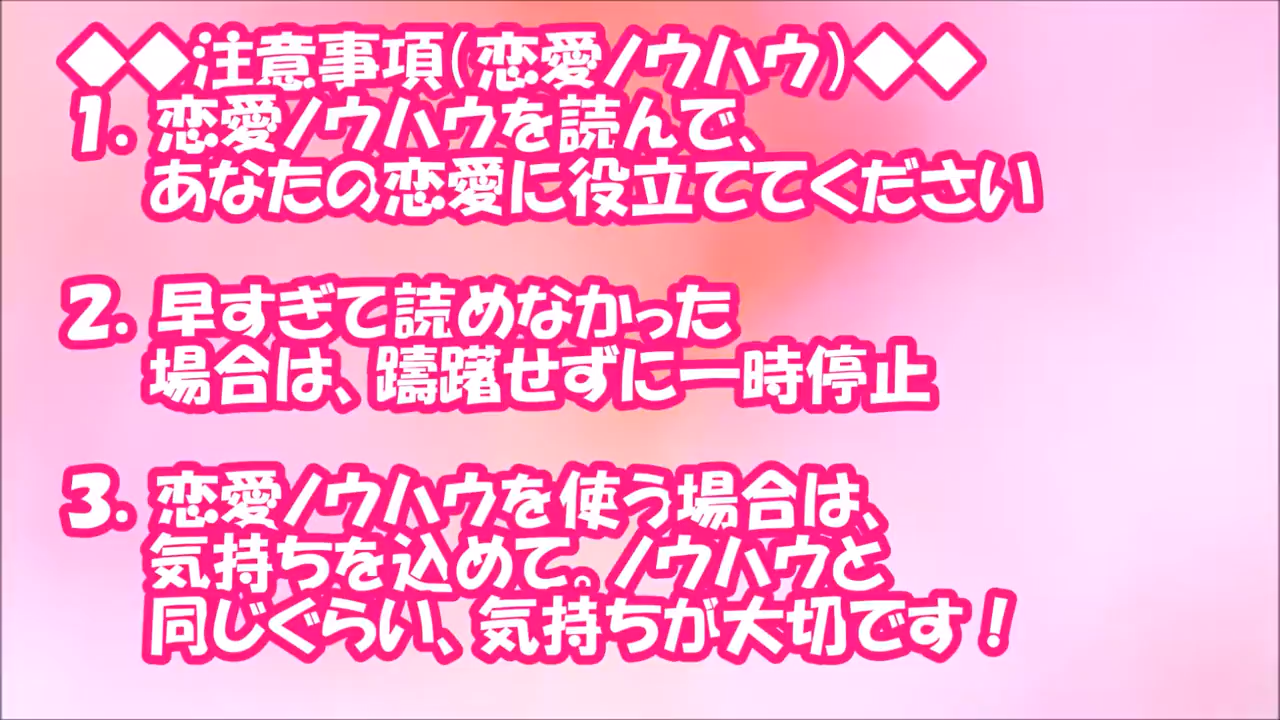 ◆◆注意事項(恋愛ノウハウ)◆◆
1. 恋愛ノウハウを読んで、
あなたの恋愛に役立ててください
2. 早すぎて読めなかった
場合は、躊躇せずに一時停止
3. 恋愛ノウハウを使う場合は、
気持ちを込めて。ノウハウと
同じぐらい、気持ちが大切です！